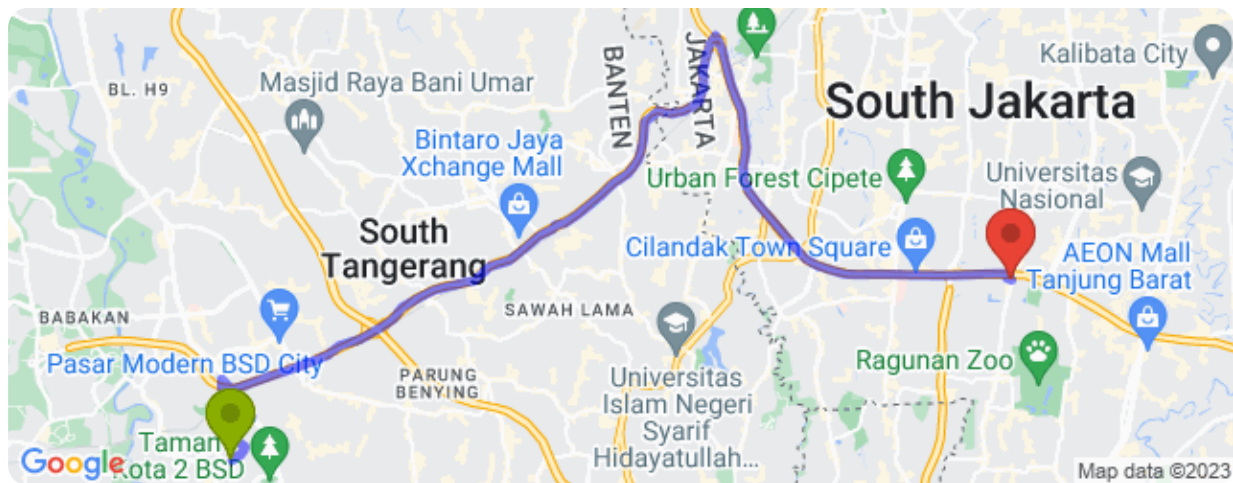 BL. H9
Masjid Raya Bani Umar
BANTEN
JAKARTA
Kalibata City
South Jakarta
Bintaro Jaya
Xchange Mall
Urban Forest Cipete
Universitas
Nasional
South
Tangerang
Cilandak Town Square
AEON Mall
Tanjung Barat
BABAKAN
SAWAH LAMA
Pasar Modern BSD City
PARUNG
BENYING
Universitas
Islam Negeri
Syarif
Hidayatullah...
Ragunan Zoo
Taman
Kota 2 BSD
Google
Map data ©2023